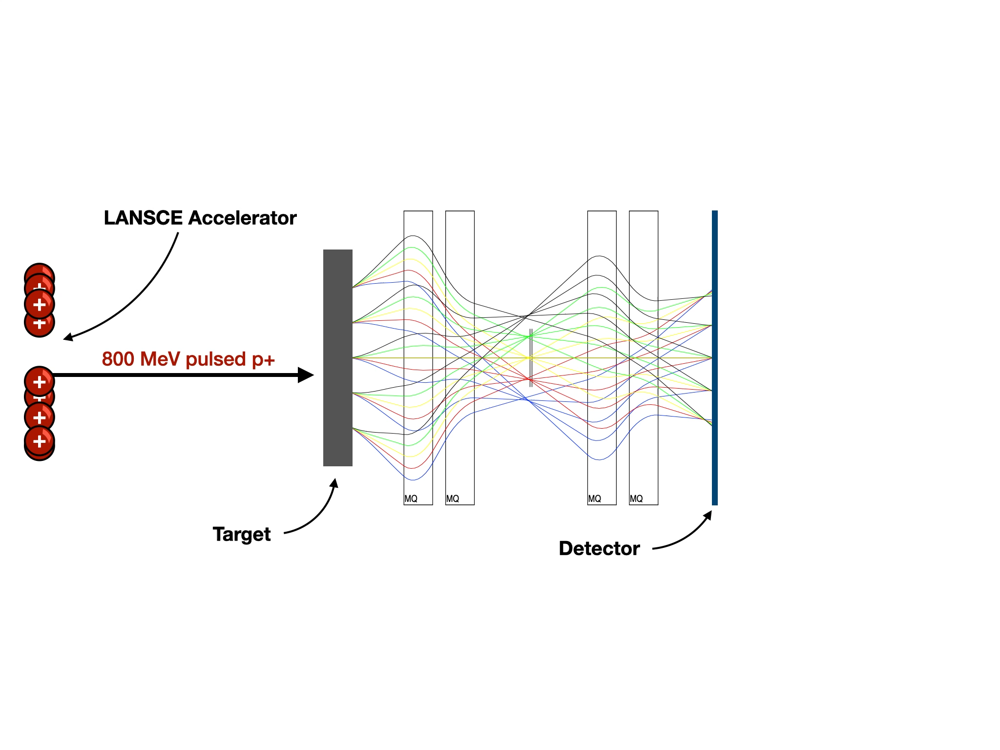 LANSCE Accelerator
800 MeV pulsed p+
+
+
+
+
+
+
+
MQ
MQ
MQ
MQ
Target
Detector